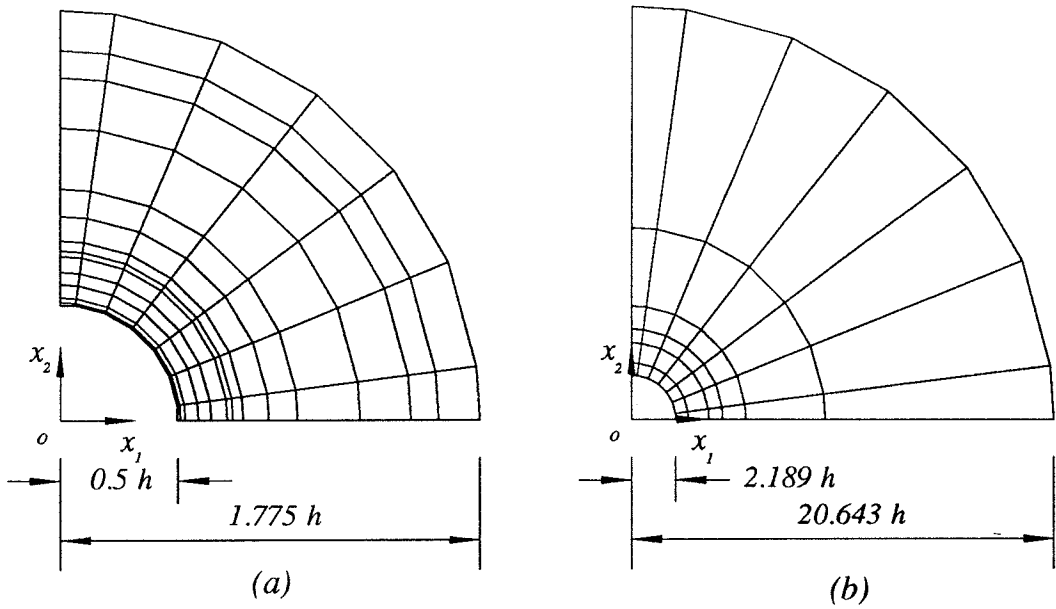 x₂
o
x₁
0.5 h
1.775 h
(a)
x₂
o
x₁
2.189 h
20.643 h
(b)